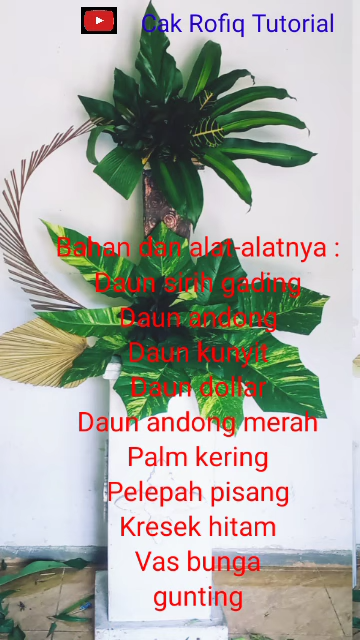 Cak Rofiq Tutorial
Bahan dan alat-alatnya :
Daun sirih gading
Daun andong
Daun kunyit
Daun dollar
Daun andong merah
Palm kering
Pelepah pisang
Kresek hitam
Vas bunga
gunting